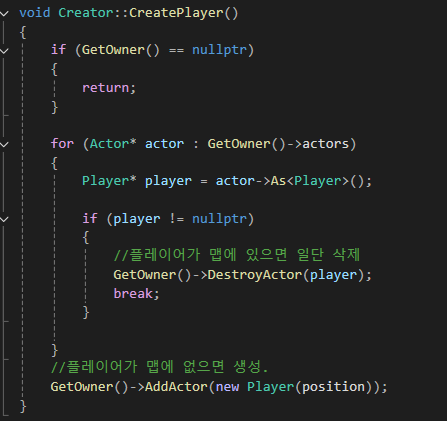 void Creator::CreatePlayer()
{
    if (GetOwner() == nullptr)
    {
        return;
    }

    for (Actor* actor : GetOwner()->actors)
    {
        Player* player = actor->As<Player>();

        if (player != nullptr)
        {
            //플레이어가 맵에 있으면 일단 삭제
            GetOwner()->DestroyActor(player);
            break;
        }

    }
    //플레이어가 맵에 없으면 생성.
    GetOwner()->AddActor(new Player(position));
}